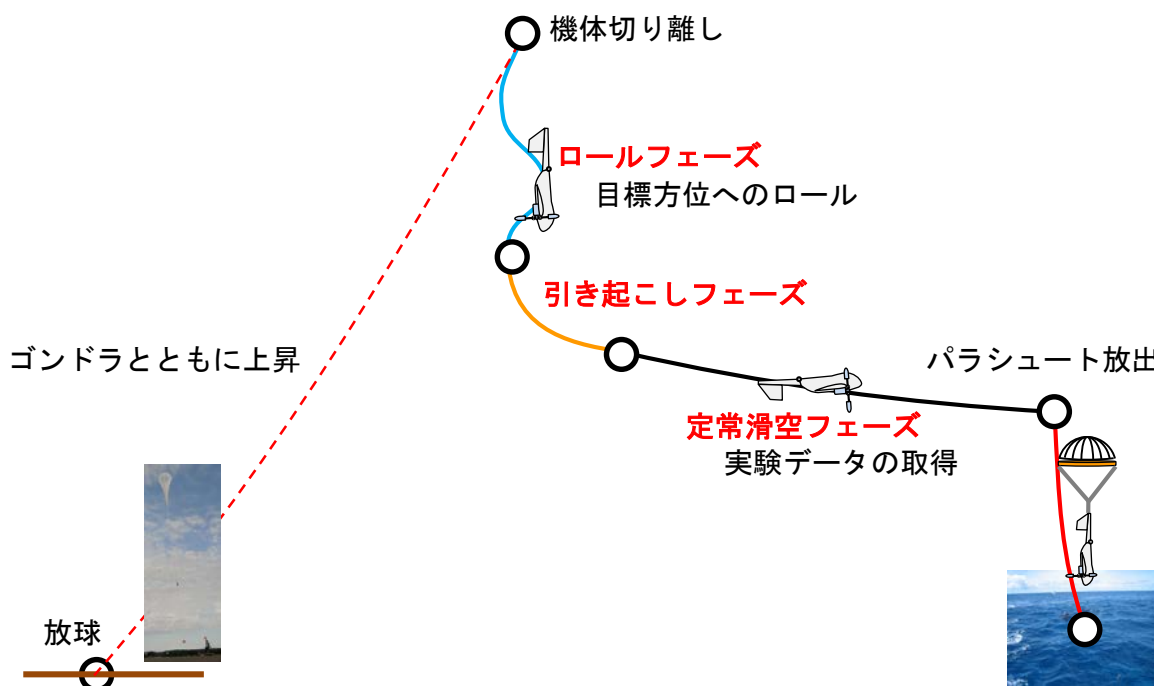 機体切り離し
ロールフェーズ
目標方位へのロール
引き起こしフェーズ
ゴンドラとともに上昇
パラシュート放出
定常滑空フェーズ
実験データの取得
放球